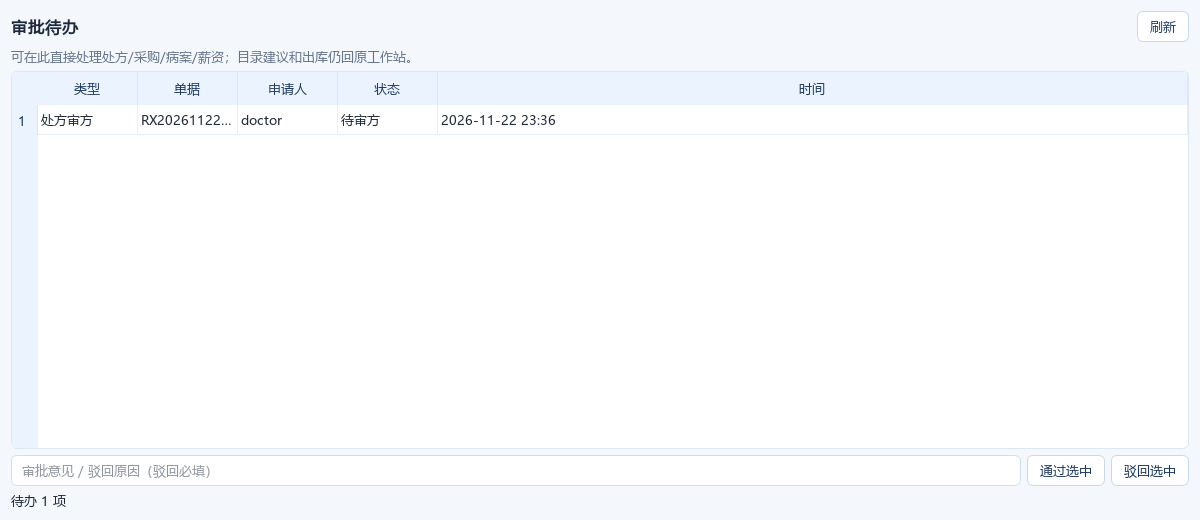 审批待办
刷新
可在此直接处理处方/采购/病案/薪资；目录建议和出库仍回原工作站。
类型 单据 申请人 状态 时间
1 处方审方 RX20261122... doctor 待审方 2026-11-22 23:36
审批意见 / 驳回原因（驳回必填） 通过选中 驳回选中
待办 1 项